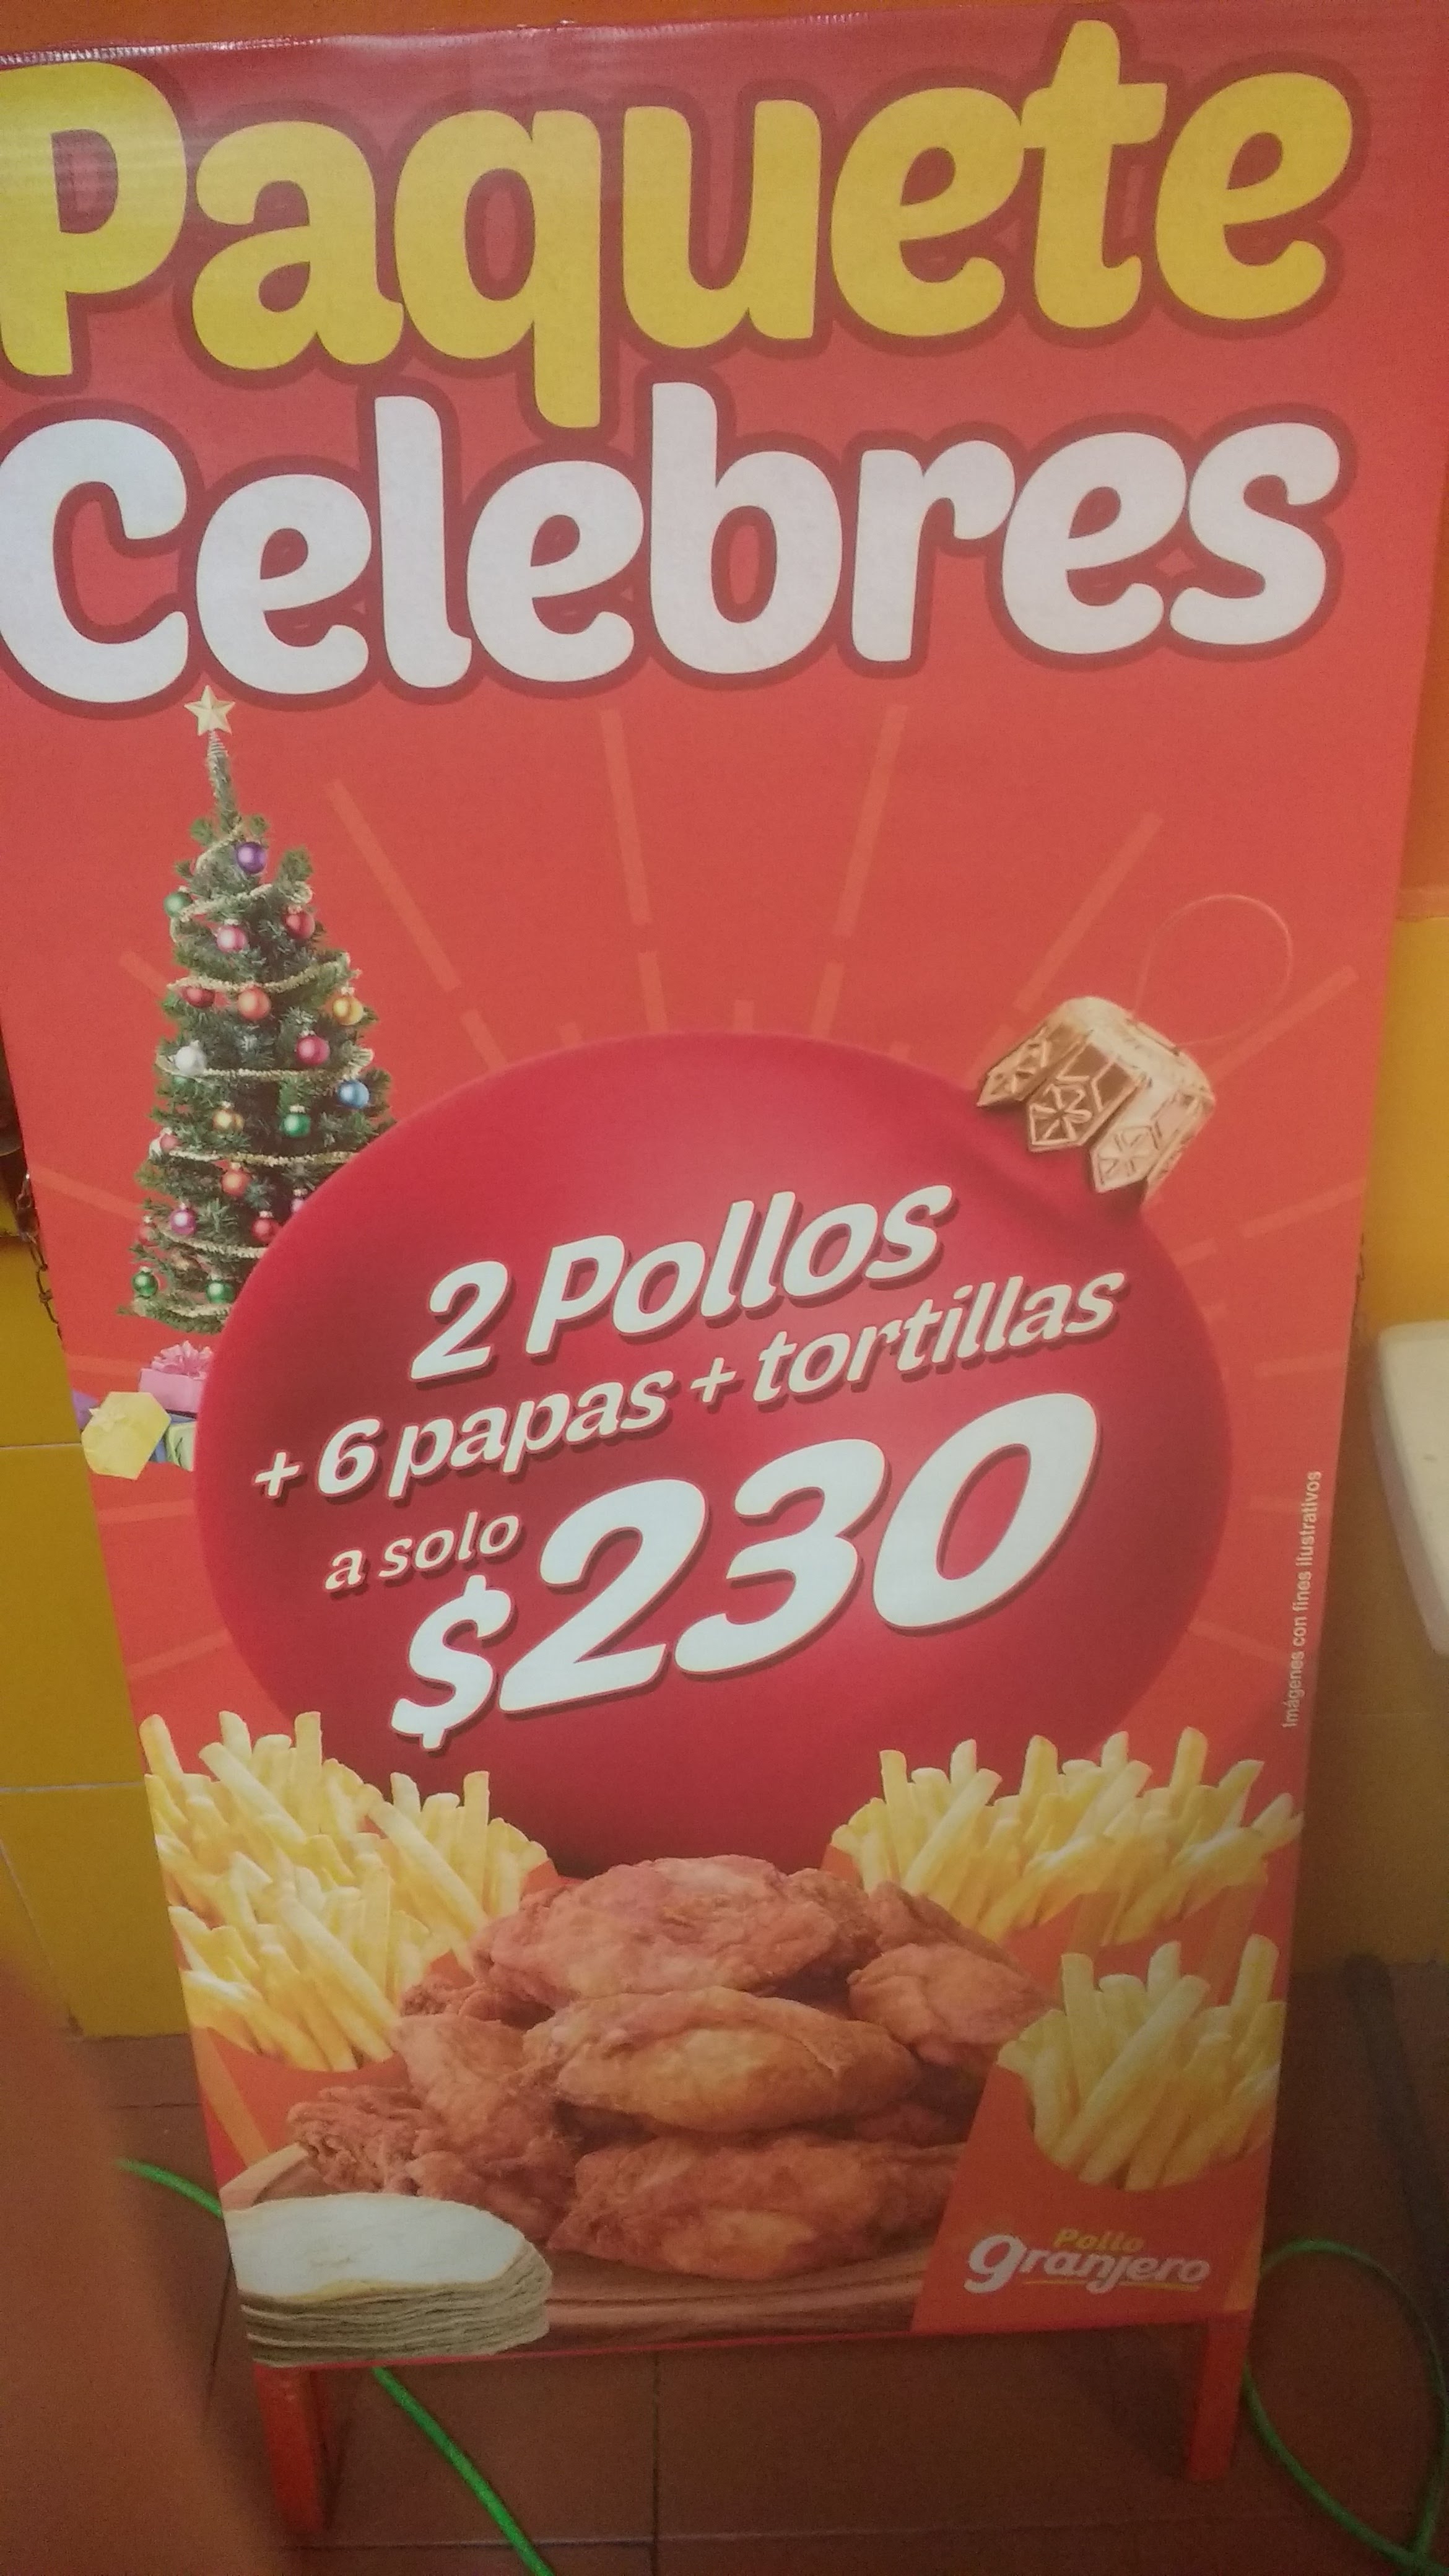 Paquete
Celebres
2 Pollos
+ 6 papas + tortillas
a solo
$230
Imágenes con fines ilustrativos
Pollo
granjero